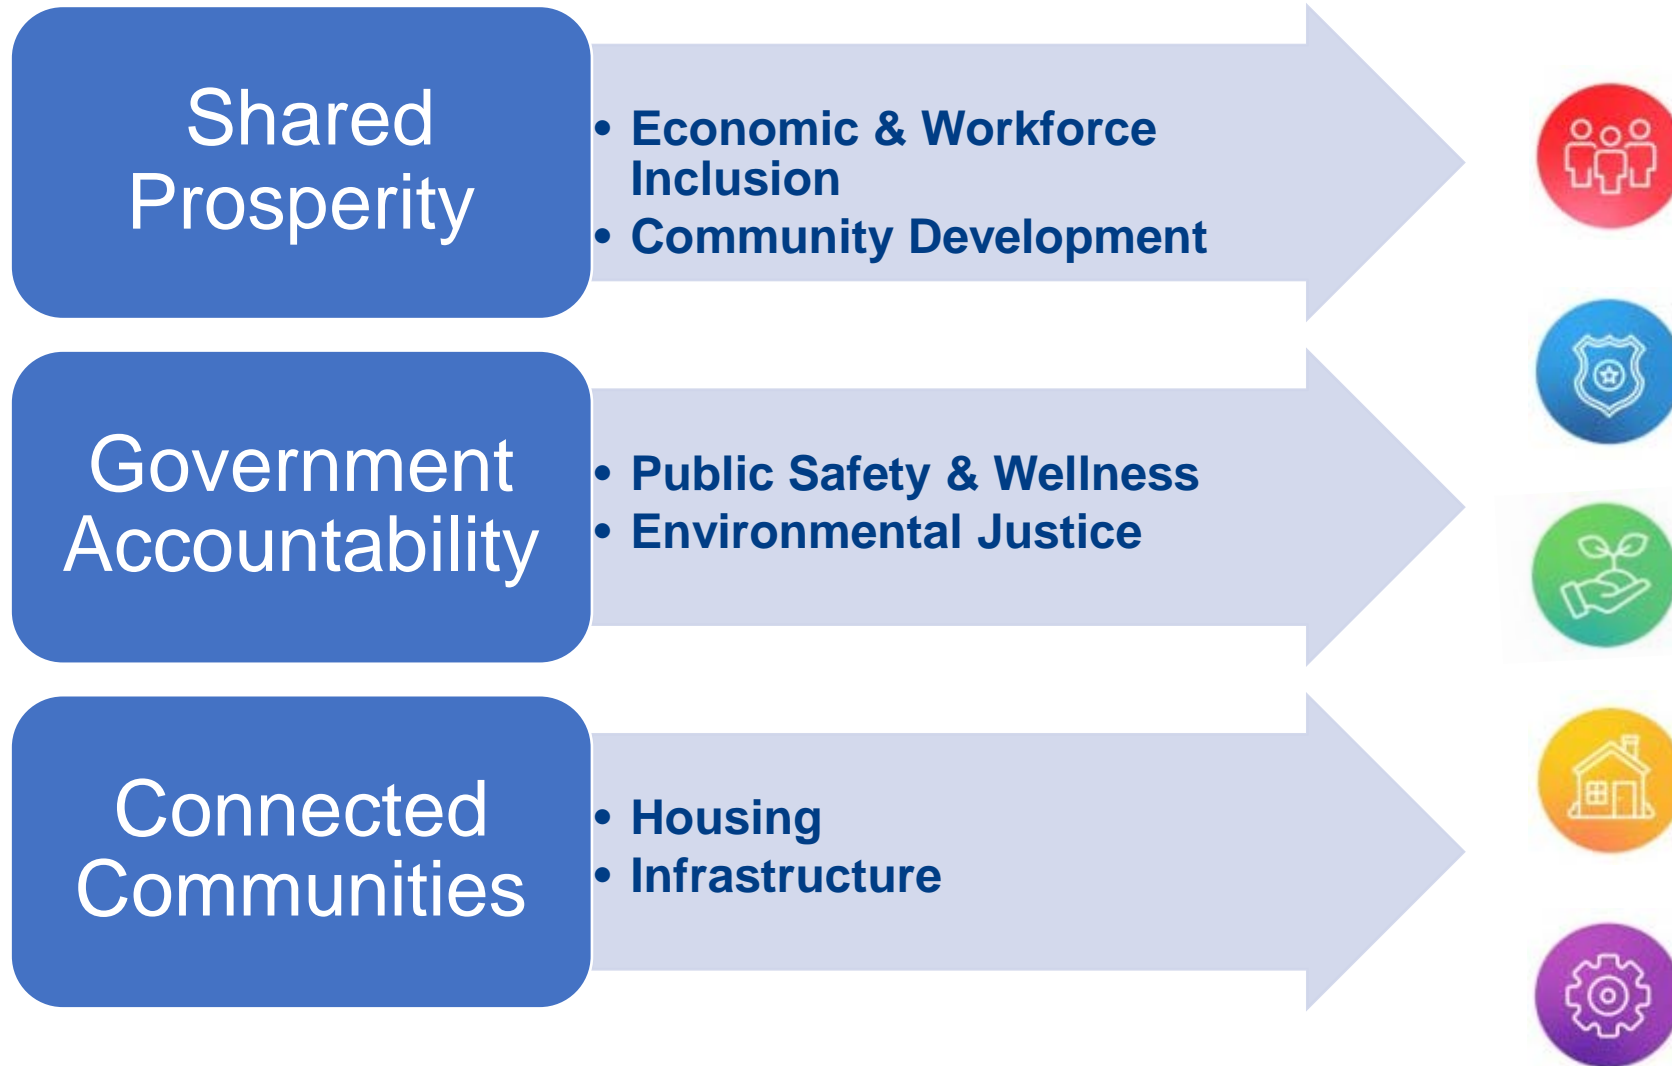 Shared
Prosperity
• Economic & Workforce
Inclusion
• Community Development
Government
Accountability
• Public Safety & Wellness
• Environmental Justice
Connected
Communities
• Housing
• Infrastructure